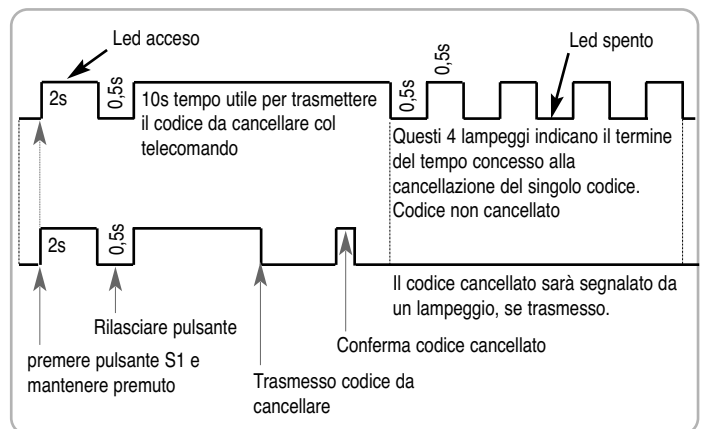 Led acceso
Led spento
2s
0,5s
10s tempo utile per trasmettere
il codice da cancellare col
telecomando
0,5s
0,5s
Questi 4 lampeggi indicano il termine
del tempo concesso alla
cancellazione del singolo codice.
Codice non cancellato
2s
0,5s
Il codice cancellato sarà segnalato da
un lampeggio, se trasmesso.
Rilasciare pulsante
Conferma codice cancellato
premere pulsante S1 e
mantenere premuto
Trasmesso codice da
cancellare